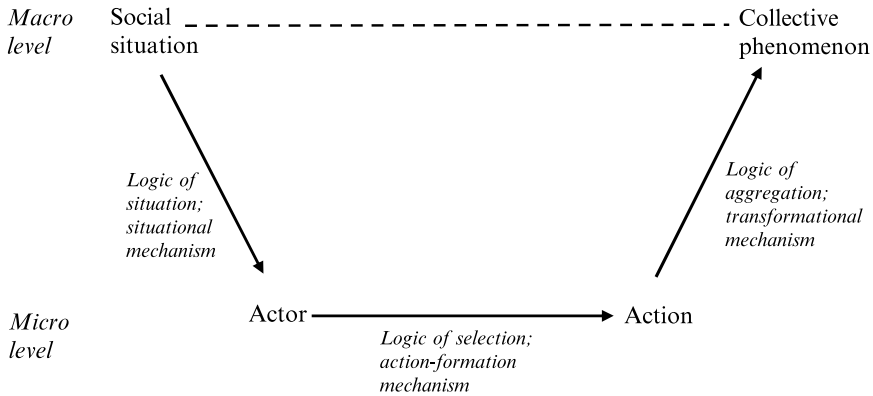 Macro
level
Social
situation
Collective
phenomenon
Logic of
situation;
situational
mechanism
Logic of
aggregation;
transformational
mechanism
Micro
level
Actor
Action
Logic of selection;
action-formation
mechanism